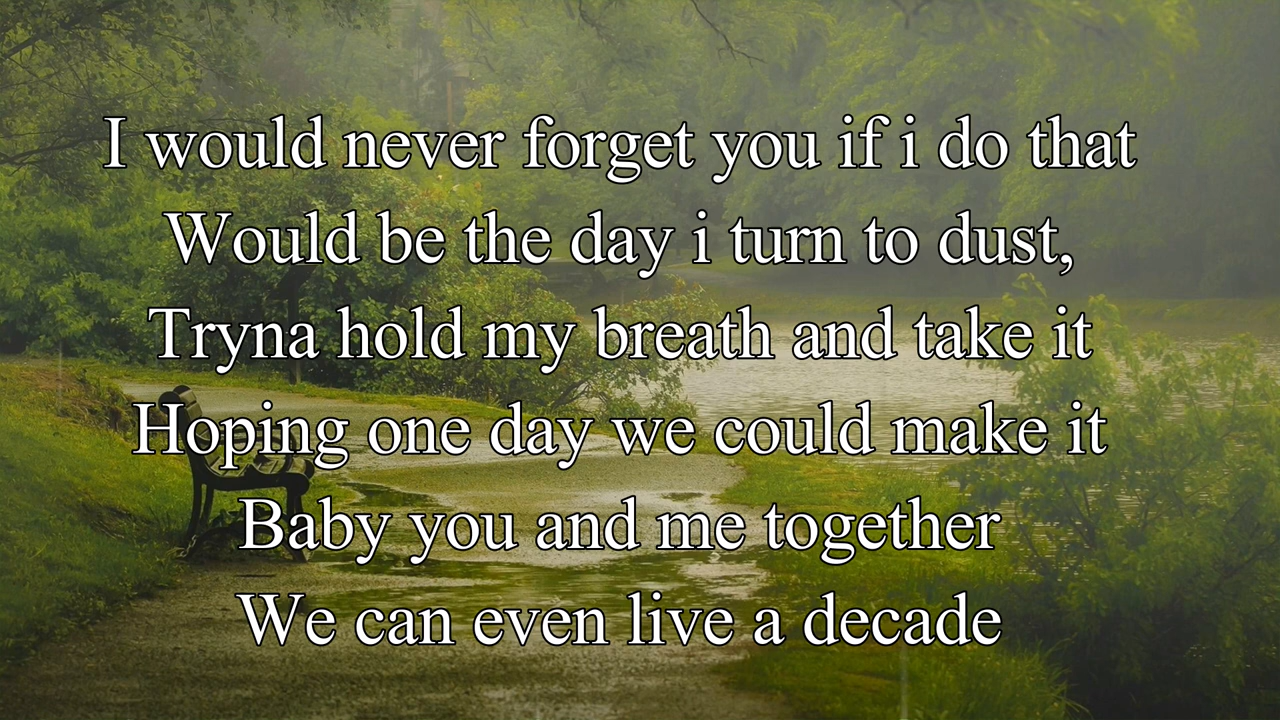 I would never forget you if i do that
Would be the day i turn to dust,
Tryna hold my breath and take it
Hoping one day we could make it
Baby you and me together
We can even live a decade